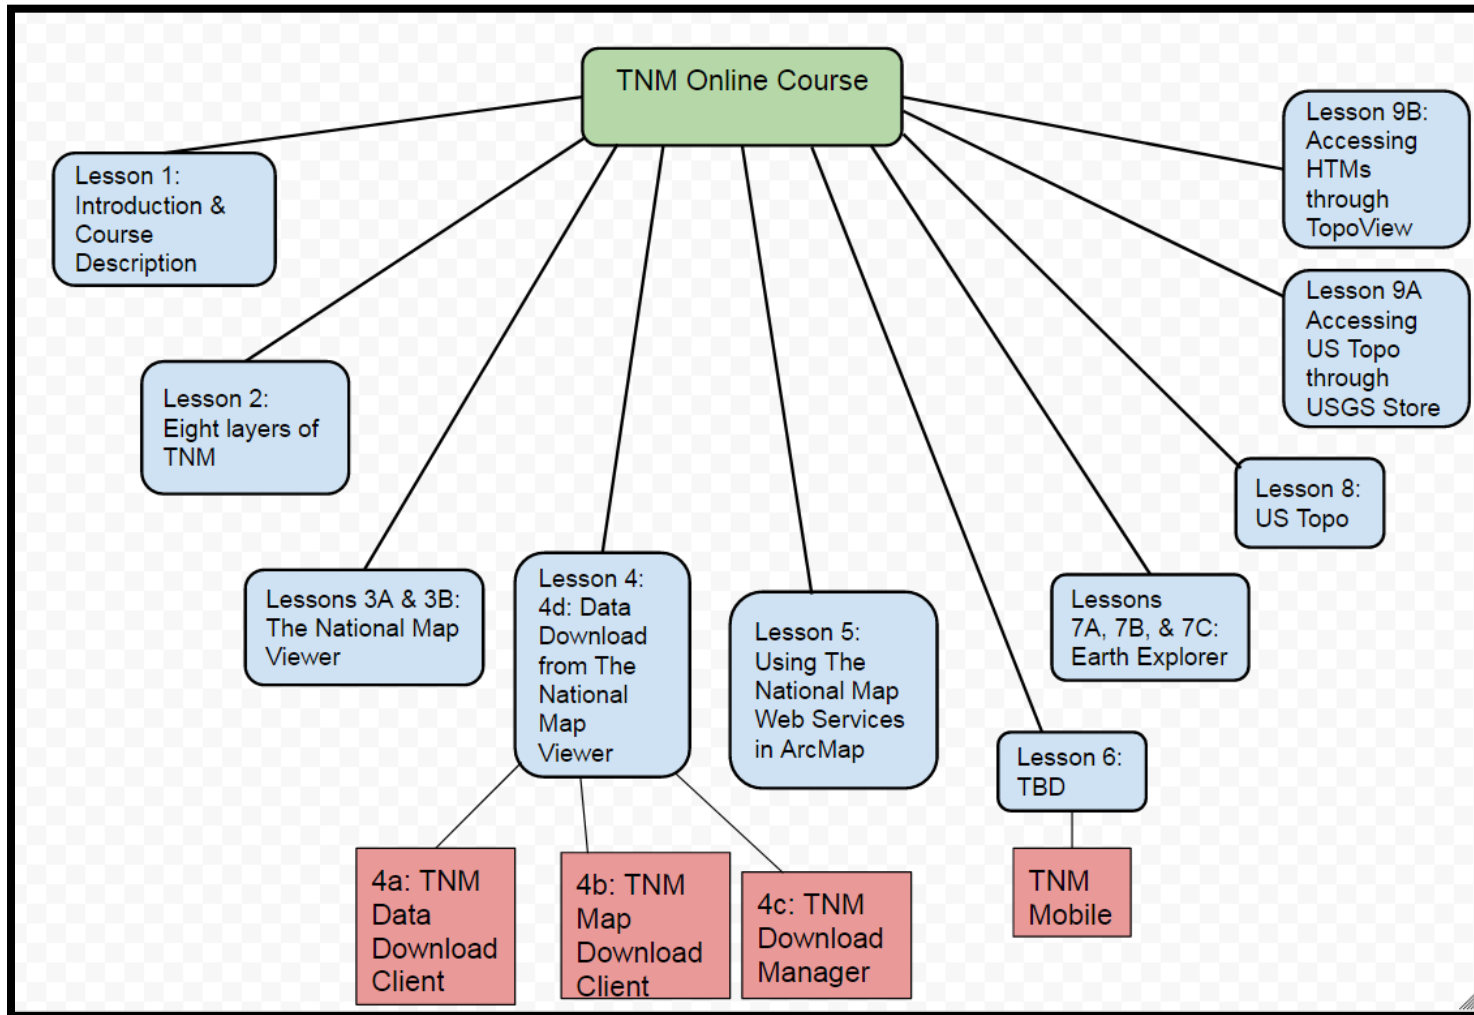 TNM Online Course
Lesson 1:
Introduction &
Course
Description
Lesson 2:
Eight layers of
TNM
Lessons 3A & 3B:
The National Map
Viewer
Lesson 4:
4d: Data
Download
from The
National
Map
Viewer
4a: TNM
Data
Download
Client
4b: TNM
Map
Download
Client
4c: TNM
Download
Manager
Lesson 5:
Using The
National Map
Web Services
in ArcMap
Lesson 6:
TBD
TNM
Mobile
Lessons
7A, 7B, & 7C:
Earth Explorer
Lesson 8:
US Topo
Lesson 9A
Accessing
US Topo
through
USGS Store
Lesson 9B:
Accessing
HTMs
through
TopoView